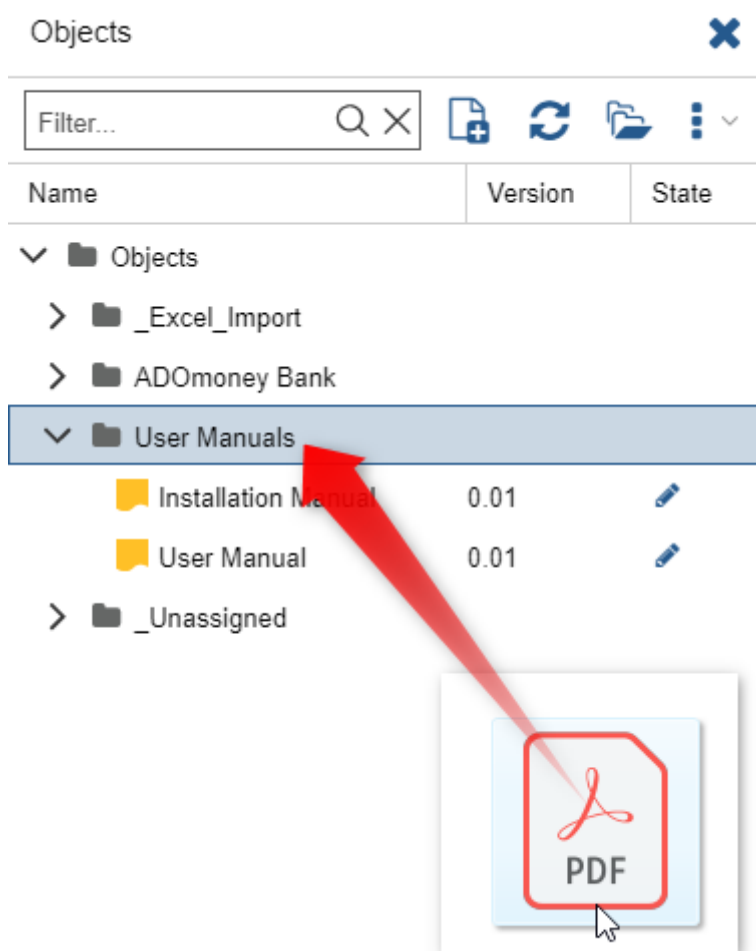 Objects
Filter...
Name Version State
Objects
_Excel_Import
ADOmoney Bank
User Manuals
Installation Manual 0.01
User Manual 0.01
_Unassigned
PDF